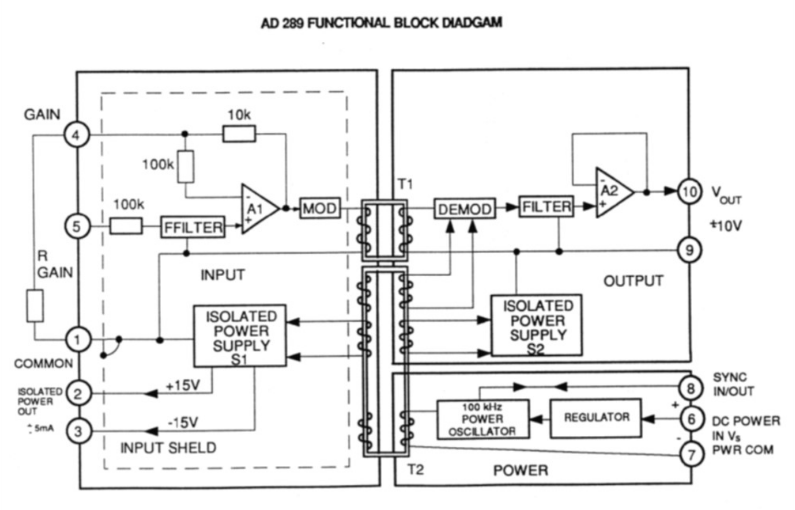 AD 289 FUNCTIONAL BLOCK DIADGAM
GAIN
4
10k
100k
100k
5
FFILTER
-
+
A1
MOD
T1
DEMOD
FILTER
-
+
A2
10
V OUT
±10V
9
R
GAIN
INPUT
OUTPUT
1
COMMON
ISOLATED
POWER
SUPPLY
S1
ISOLATED
POWER
SUPPLY
S2
ISOLATED
POWER
OUT
± 5mA
2
+15V
3
-15V
INPUT SHIELD
T2
100 kHz
POWER
OSCILLATOR
REGULATOR
8
SYNC
IN/OUT
+
6
DC POWER
IN VS
-
7
PWR COM
POWER